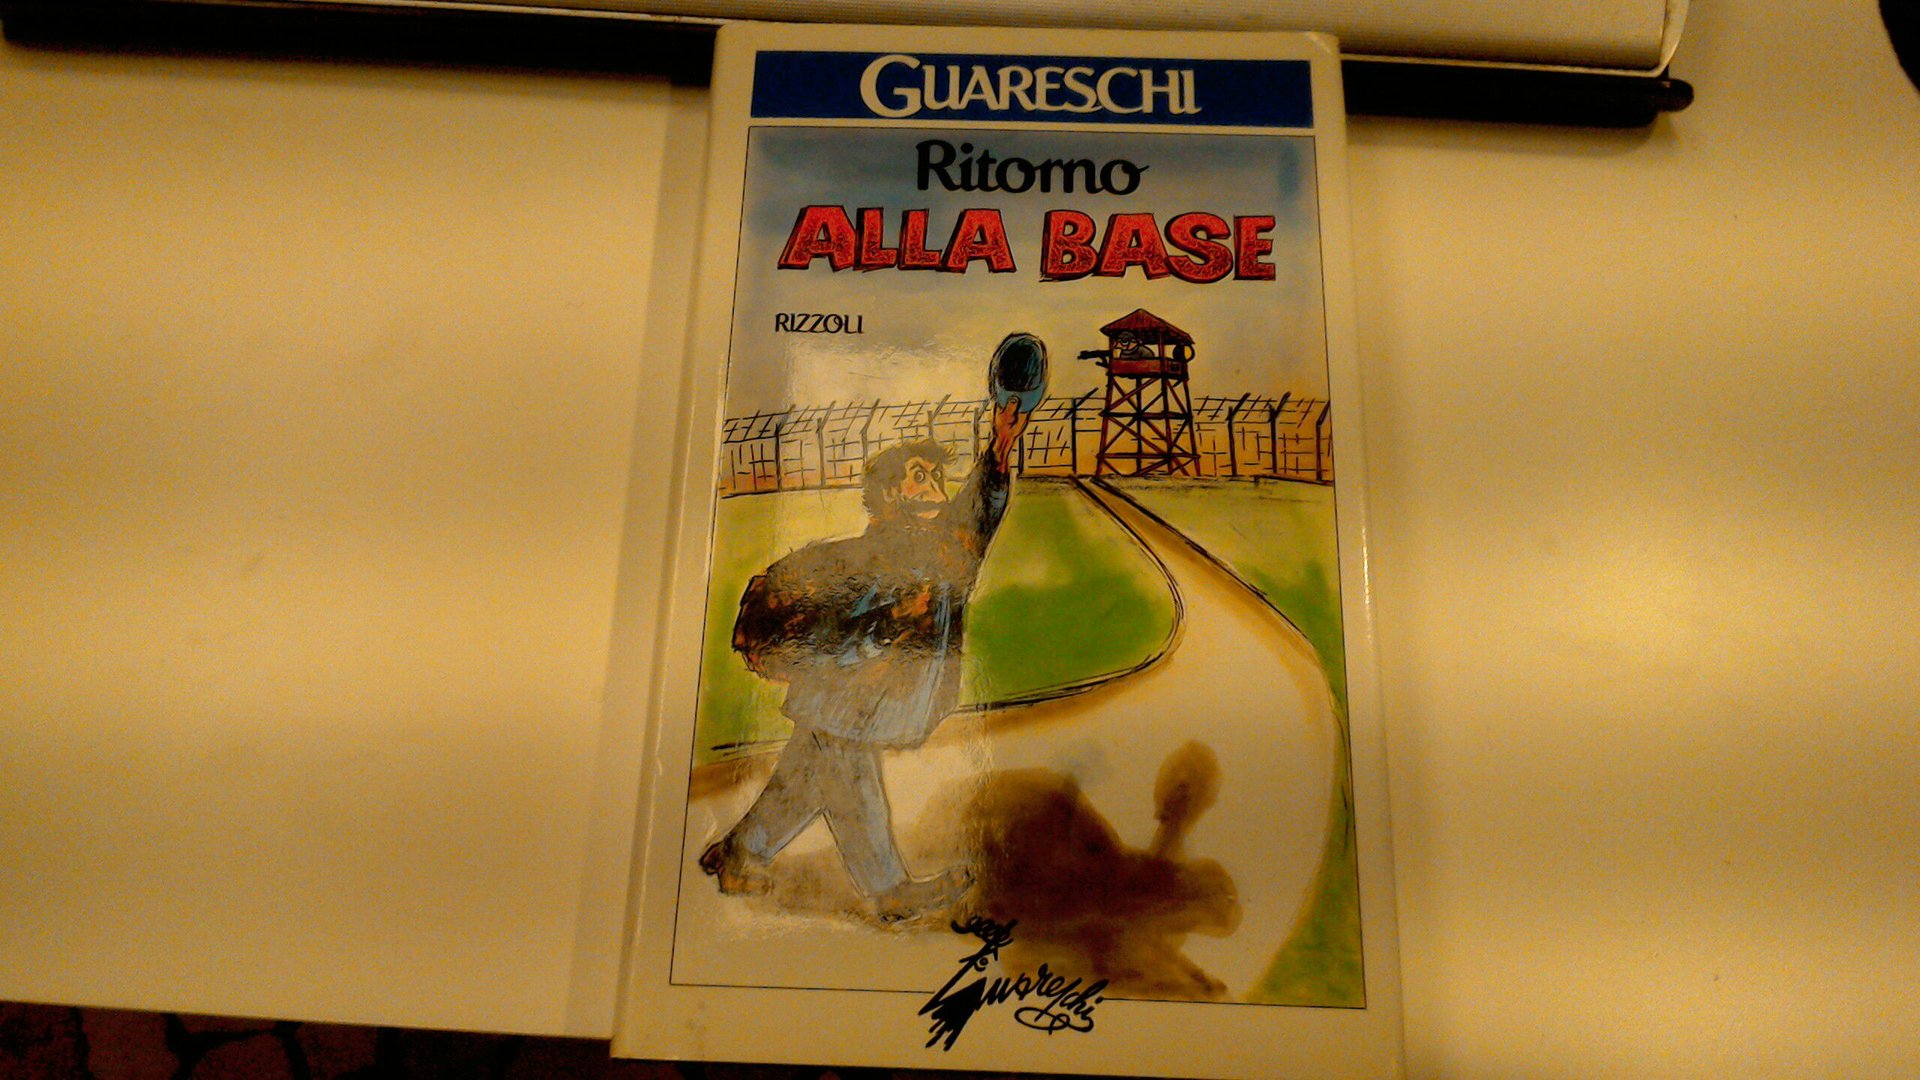 GUARESCHI
Ritorno
ALLA BASE
RIZZOLI
Guareschi